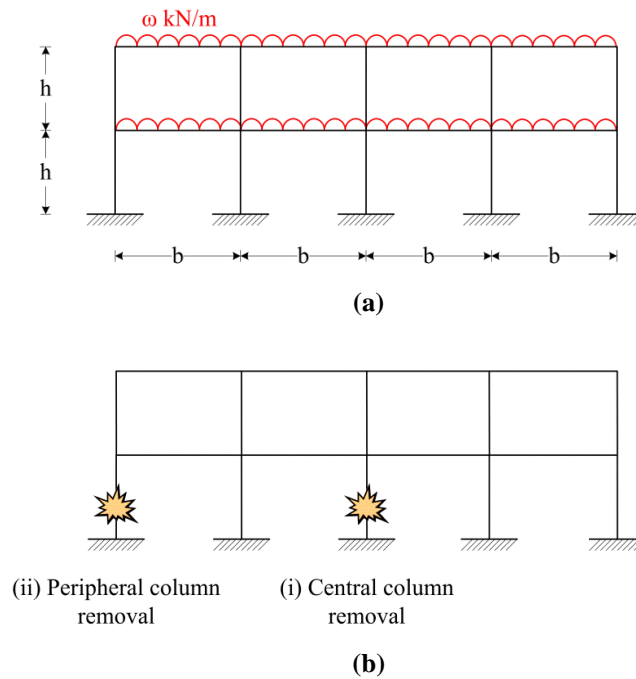 ω kN/m
h
h
b
b
b
b
(a)
(ii) Peripheral column
removal
(i) Central column
removal
(b)